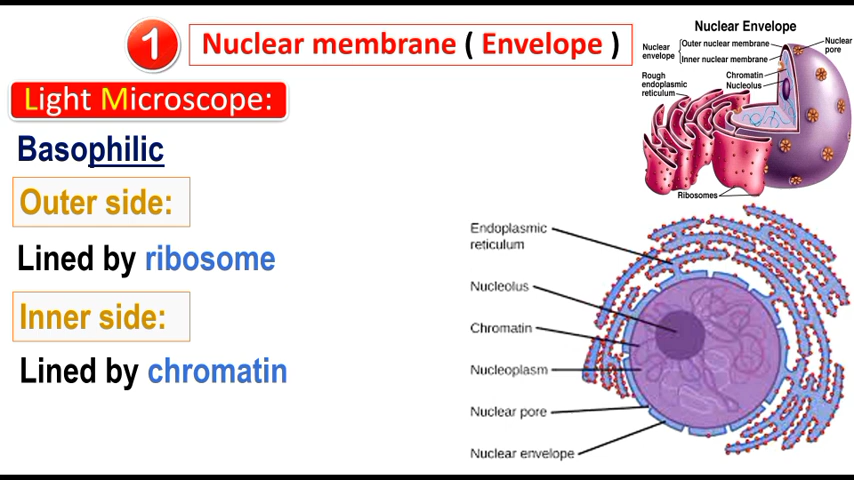 1
Nuclear membrane ( Envelope )
Light Microscope:
Basophilic
Outer side:
Lined by ribosome
Inner side:
Lined by chromatin
Nuclear Envelope
Nuclear envelope
Outer nuclear membrane
Inner nuclear membrane
Nuclear pore
Chromatin
Nucleolus
Rough endoplasmic reticulum
Ribosomes
Endoplasmic
reticulum
Nucleolus
Chromatin
Nucleoplasm
Nuclear pore
Nuclear envelope